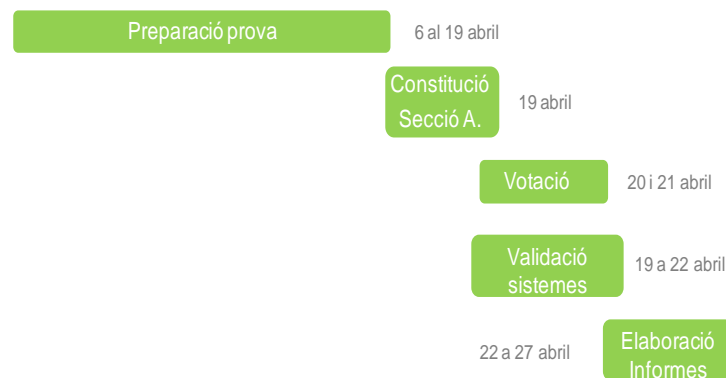 Preparació prova
6 al 19 abril
Constitució
Secció A.
19 abril
Votació
20 i 21 abril
Validació
sistemes
19 a 22 abril
22 a 27 abril
Elaboració
Informes